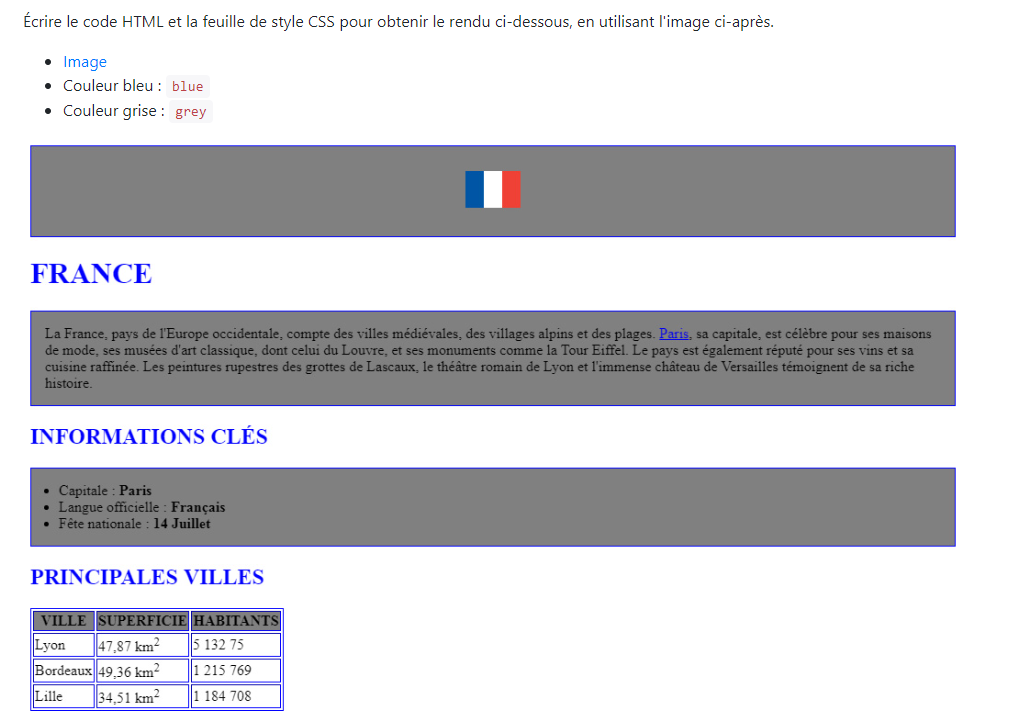 Écrire le code HTML et la feuille de style CSS pour obtenir le rendu ci-dessous, en utilisant l'image ci-après.
Image
Couleur bleu : blue
Couleur grise : grey
FRANCE
La France, pays de l'Europe occidentale, compte des villes médiévales, des villages alpins et des plages. Paris, sa capitale, est célèbre pour ses maisons
de mode, ses musées d'art classique, dont celui du Louvre, et ses monuments comme la Tour Eiffel. Le pays est également réputé pour ses vins et sa
cuisine raffinée. Les peintures rupestres des grottes de Lascaux, le théâtre romain de Lyon et l'immense château de Versailles témoignent de sa riche
histoire.
INFORMATIONS CLÉS
Capitale : Paris
Langue officielle : Français
Fête nationale : 14 Juillet
PRINCIPALES VILLES
VILLE SUPERFICIE HABITANTS
Lyon 47,87 km² 5 132 75
Bordeaux 49,36 km² 1 215 769
Lille 34,51 km² 1 184 708